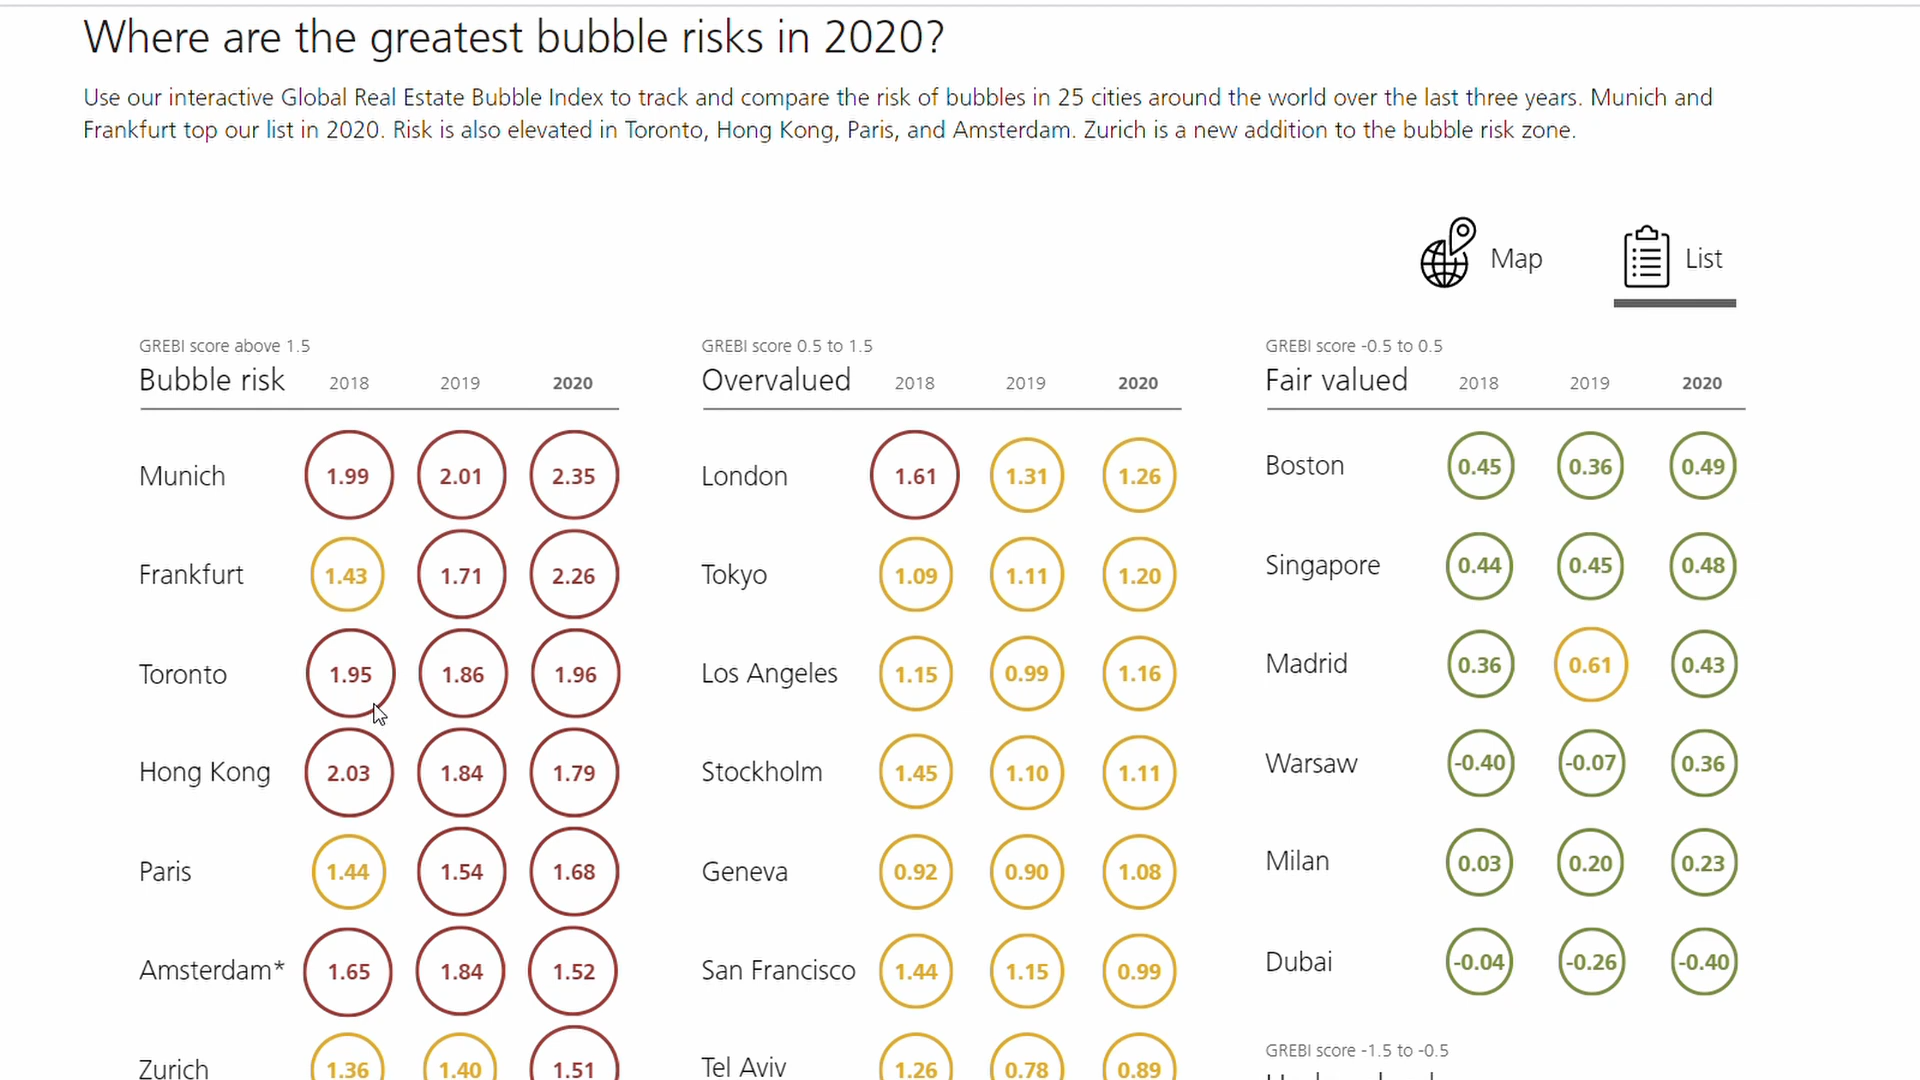 Where are the greatest bubble risks in 2020?
Use our interactive Global Real Estate Bubble Index to track and compare the risk of bubbles in 25 cities around the world over the last three years. Munich and
Frankfurt top our list in 2020. Risk is also elevated in Toronto, Hong Kong, Paris, and Amsterdam. Zurich is a new addition to the bubble risk zone.
Map
List
GREBI score above 1.5
Bubble risk 2018 2019 2020
Munich 1.99 2.01 2.35
Frankfurt 1.43 1.71 2.26
Toronto 1.95 1.86 1.96
Hong Kong 2.03 1.84 1.79
Paris 1.44 1.54 1.68
Amsterdam* 1.65 1.84 1.52
Zurich 1.36 1.40 1.51
GREBI score 0.5 to 1.5
Overvalued 2018 2019 2020
London 1.61 1.31 1.26
Tokyo 1.09 1.11 1.20
Los Angeles 1.15 0.99 1.16
Stockholm 1.45 1.10 1.11
Geneva 0.92 0.90 1.08
San Francisco 1.44 1.15 0.99
Tel Aviv 1.26 0.78 0.89
GREBI score -0.5 to 0.5
Fair valued 2018 2019 2020
Boston 0.45 0.36 0.49
Singapore 0.44 0.45 0.48
Madrid 0.36 0.61 0.43
Warsaw -0.40 -0.07 0.36
Milan 0.03 0.20 0.23
Dubai -0.04 -0.26 -0.40
GREBI score -1.5 to -0.5